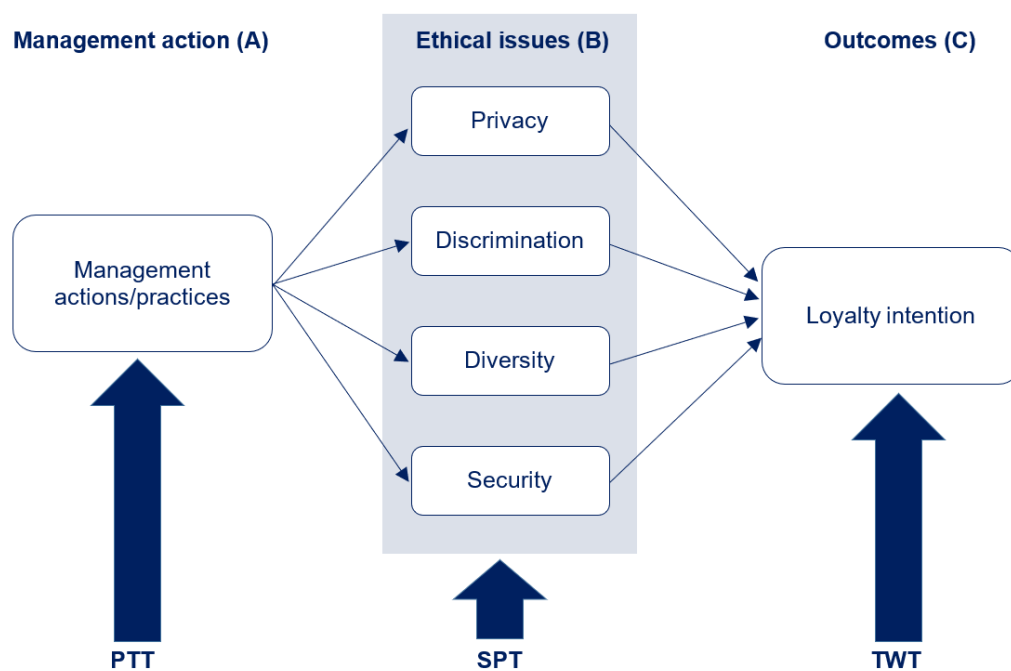 Management action (A)
Ethical issues (B)
Outcomes (C)
Privacy
Discrimination
Management
actions/practices
Loyalty intention
Diversity
Security
PTT
SPT
TWT